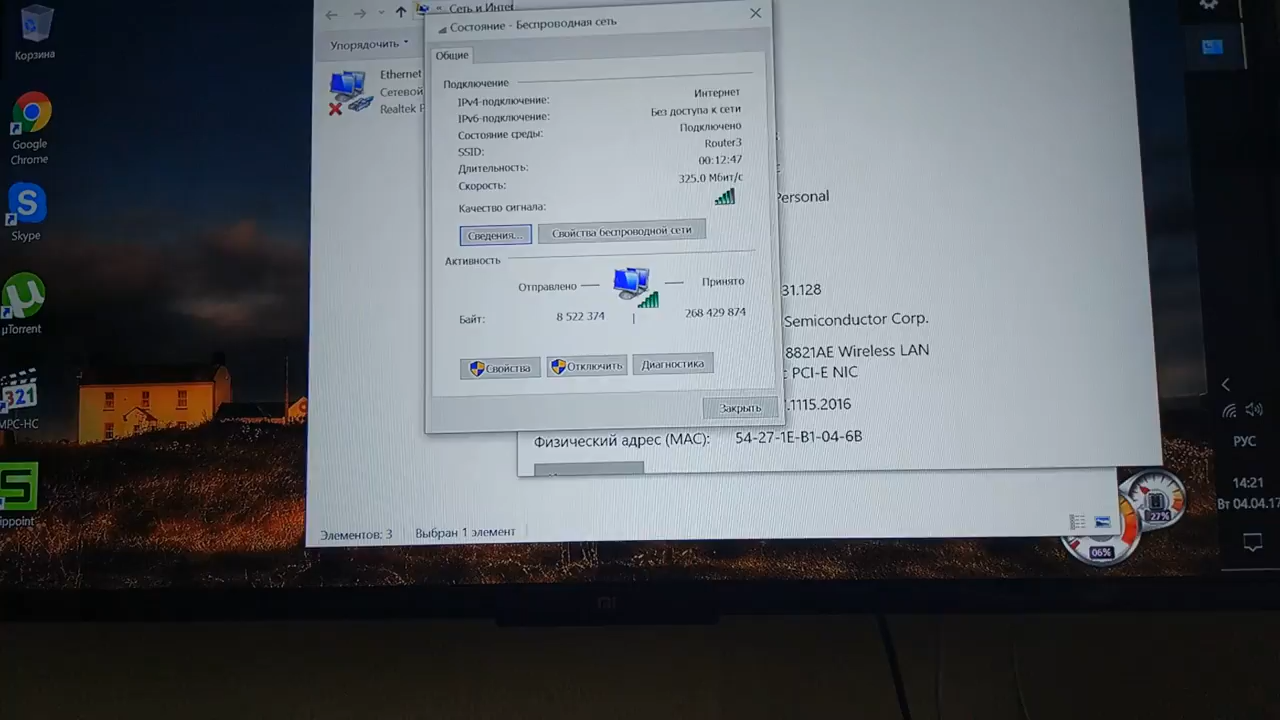 Корзина
Google
Chrome
Skype
µTorrent
MPC-HC
321
Сеть и Интен
Упорядочить
Ethernet
Сетевой
Realtek P
Состояние - Беспроводная сеть
Общие
Подключение
IPv4-подключение: Интернет
IPv6-подключение: Без доступа к сети
Состояние среды: Подключено
SSID: Router3
Длительность: 00:12:47
Скорость: 325.0 Мбит/с
Качество сигнала:
Сведения...
Свойства беспроводной сети
Активность
Отправлено — — Принято
Байт: 8 522 374 | 268 429 874
Свойства
Отключить
Диагностика
Закрыть
Personal
31.128
Semiconductor Corp.
8821AE Wireless LAN
PCI-E NIC
.1115.2016
Физический адрес (MAC): 54-27-1E-B1-04-6B
Элементов: 3 Выбран 1 элемент
27%
06%
РУС
14:21
Вт 04.04.17
mi